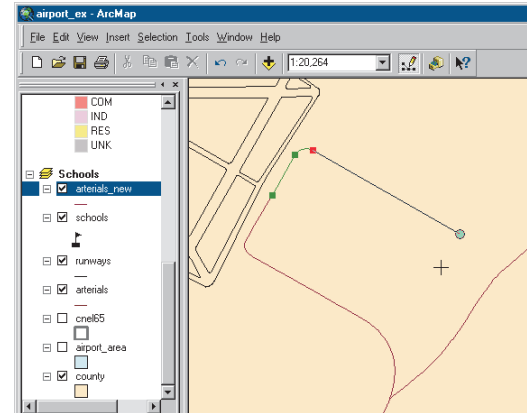 airport_ex - ArcMap
File Edit View Insert Selection Tools Window Help
1:20,264
COM
IND
RES
UNK
Schools
arterials_new
schools
runways
arterials
cnel65
airport_area
county